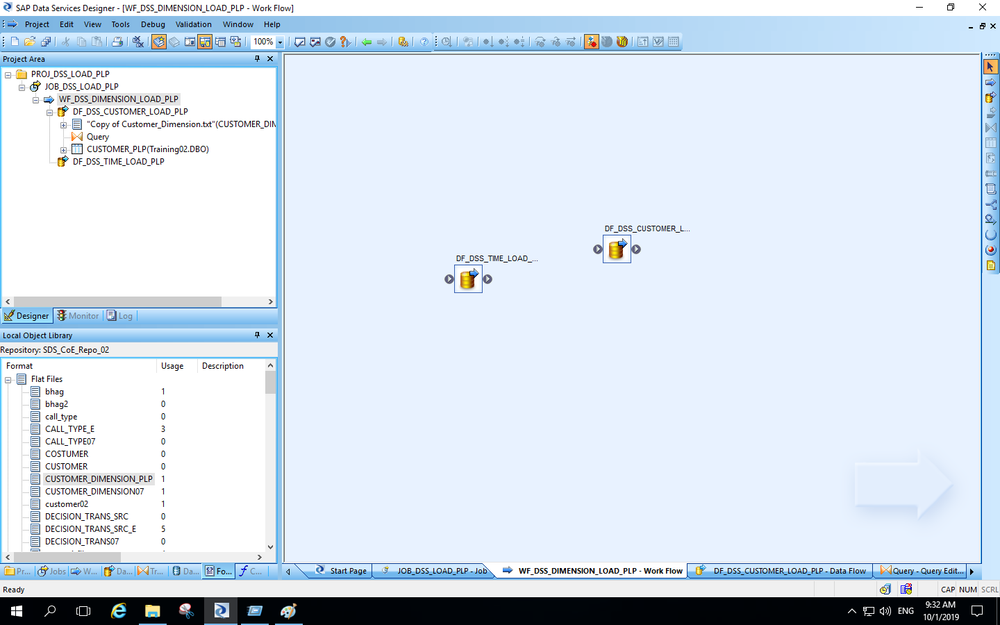 SAP Data Services Designer - [WF_DSS_DIMENSION_LOAD_PLP - Work Flow]
Project Edit View Tools Debug Validation Window Help
100%
Project Area
PROJ_DSS_LOAD_PLP
JOB_DSS_LOAD_PLP
WF_DSS_DIMENSION_LOAD_PLP
DF_DSS_CUSTOMER_LOAD_PLP
"Copy of Customer_Dimension.txt"(CUSTOMER_DIM
Query
CUSTOMER_PLP(Training02.DBO)
DF_DSS_TIME_LOAD_PLP
Designer Monitor Log
DF_DSS_CUSTOMER_L...
DF_DSS_TIME_LOAD_...
Local Object Library
Repository: SDS_CoE_Repo_02
Format Usage Description
Flat Files
bhag 1
bhag2 0
call_type 0
CALL_TYPE_E 3
CALL_TYPE07 0
COSTUMER 0
CUSTOMER 0
CUSTOMER_DIMENSION_PLP 1
CUSTOMER_DIMENSION07 1
customer02 1
DECISION_TRANS_SRC 0
DECISION_TRANS_SRC_E 5
DECISION_TRANS07 0
Pr... Jobs W... Da... Tr... Da... Fo... C...
Start Page JOB_DSS_LOAD_PLP - Job WF_DSS_DIMENSION_LOAD_PLP - Work Flow DF_DSS_CUSTOMER_LOAD_PLP - Data Flow Query - Query Edit...
Ready
CAP NUM SCRL
ENG
9:32 AM
10/1/2019